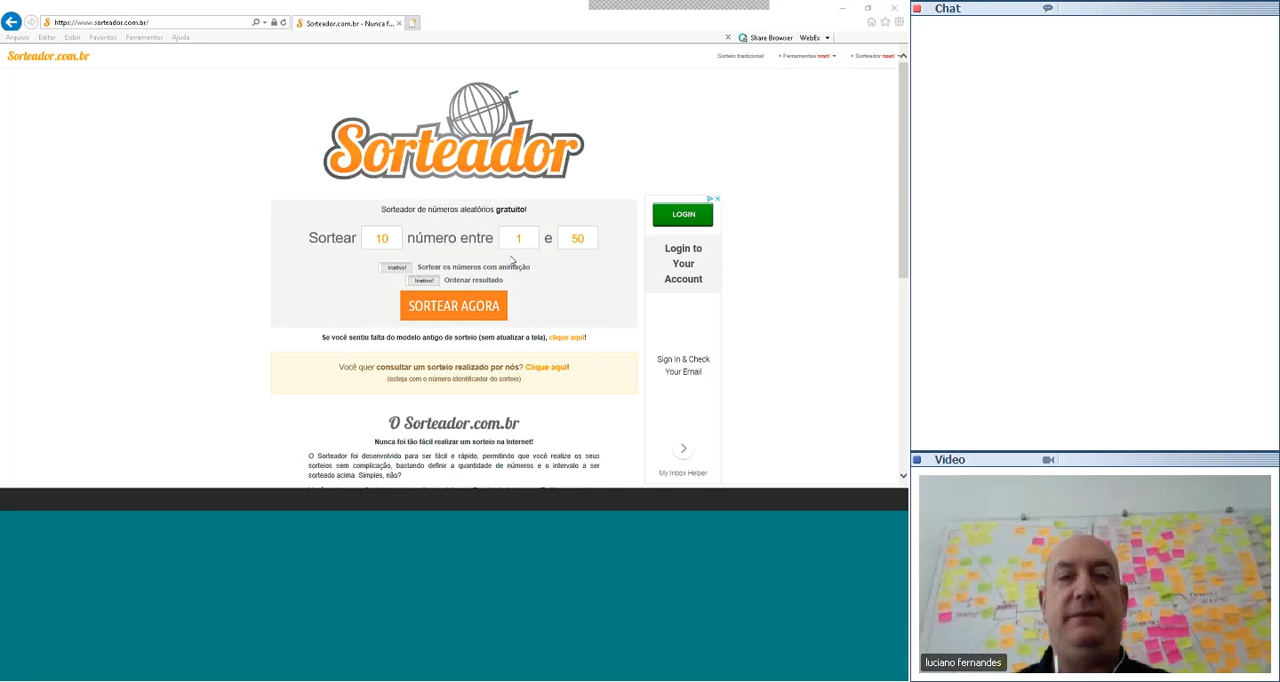 https://www.sorteador.com.br/
Sorteador.com.br - Nunca f...
Arquivo Editar Exibir Favoritos Ferramentas Ajuda
x Share Browser WebEx
Sorteador.com.br
Sorteio tradicional + Ferramentas novo! + Sorteador novo!
Sorteador
Sorteador de números aleatórios gratuito!
Sortear 10 número entre 1 e 50
Inativo! Sortear os números com animação
Inativo! Ordenar resultado
SORTEAR AGORA
Se você sentiu falta do modelo antigo de sorteio (sem atualizar a tela), clique aqui!
Você quer consultar um sorteio realizado por nós? Clique aqui!
(esteja com o número identificador do sorteio)
O Sorteador.com.br
Nunca foi tão fácil realizar um sorteio na Internet!
O Sorteador foi desenvolvido para ser fácil e rápido, permitindo que você realize os seus
sorteios sem complicação, bastando definir a quantidade de números e o intervalo a ser
sorteado acima. Simples, não?
LOGIN
Login to
Your
Account
Sign In & Check
Your Email
My Inbox Helper
Chat
Video
luciano fernandes